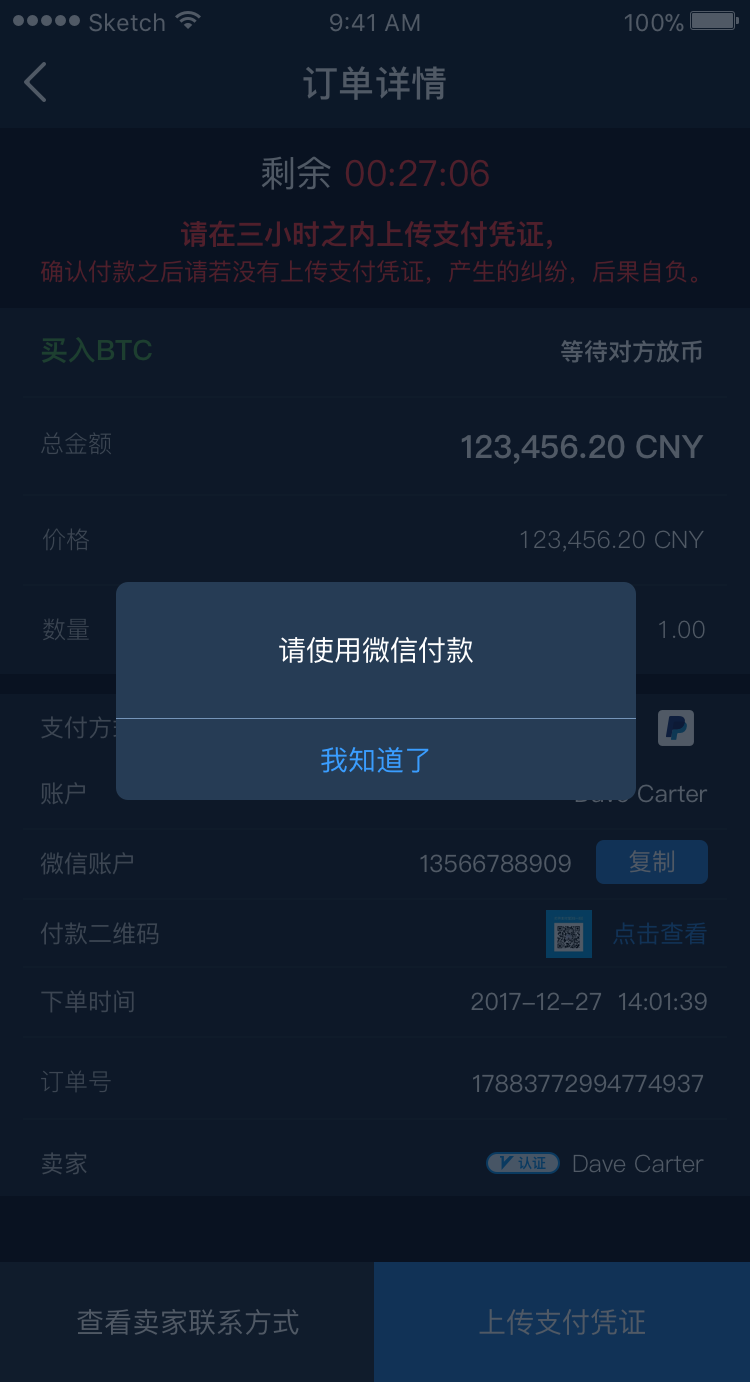 Sketch 9:41 AM 100%
订单详情
剩余 00:27:06
请在三小时之内上传支付凭证，
确认付款之后请若没有上传支付凭证，产生的纠纷，后果自负。
买入BTC 等待对方放币
总金额 123,456.20 CNY
价格 123,456.20 CNY
数量 1.00
请使用微信付款
我知道了
支付方
账户 Carter
微信账户 13566788909 复制
付款二维码 点击查看
下单时间 2017-12-27 14:01:39
订单号 17883772994774937
卖家 V 认证 Dave Carter
查看卖家联系方式 上传支付凭证